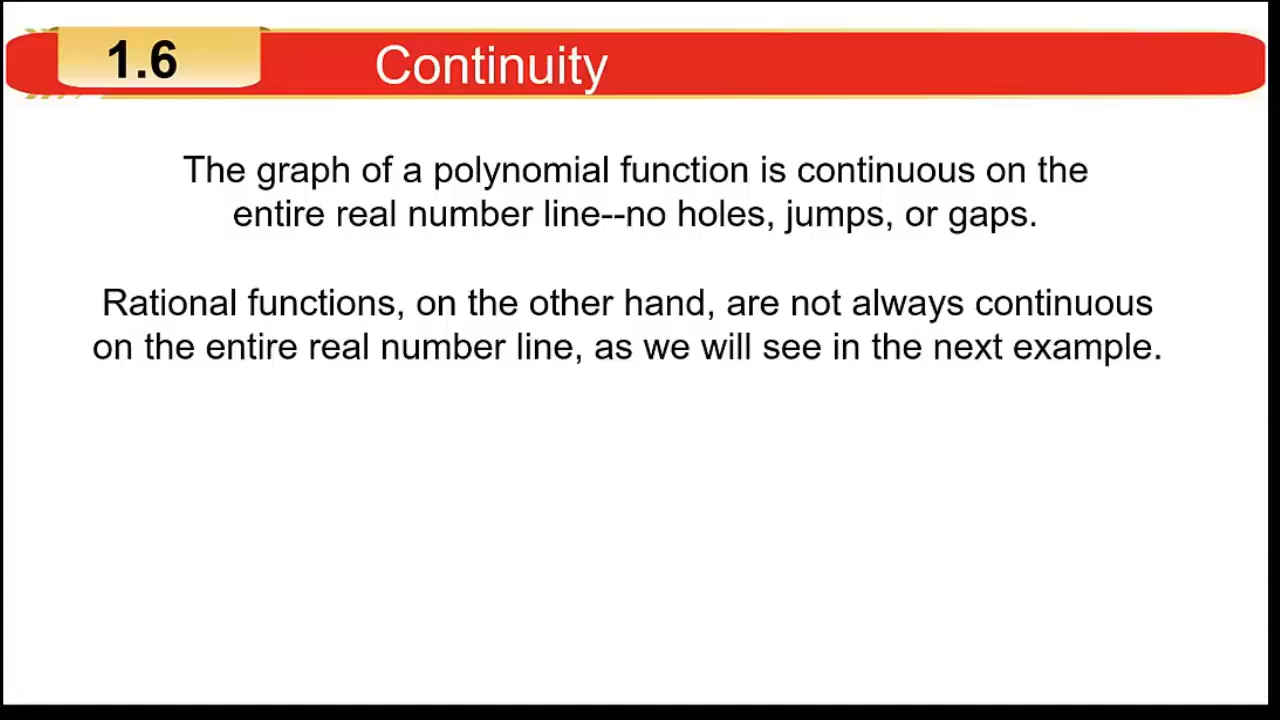 1.6
Continuity
The graph of a polynomial function is continuous on the
entire real number line--no holes, jumps, or gaps.
Rational functions, on the other hand, are not always continuous
on the entire real number line, as we will see in the next example.